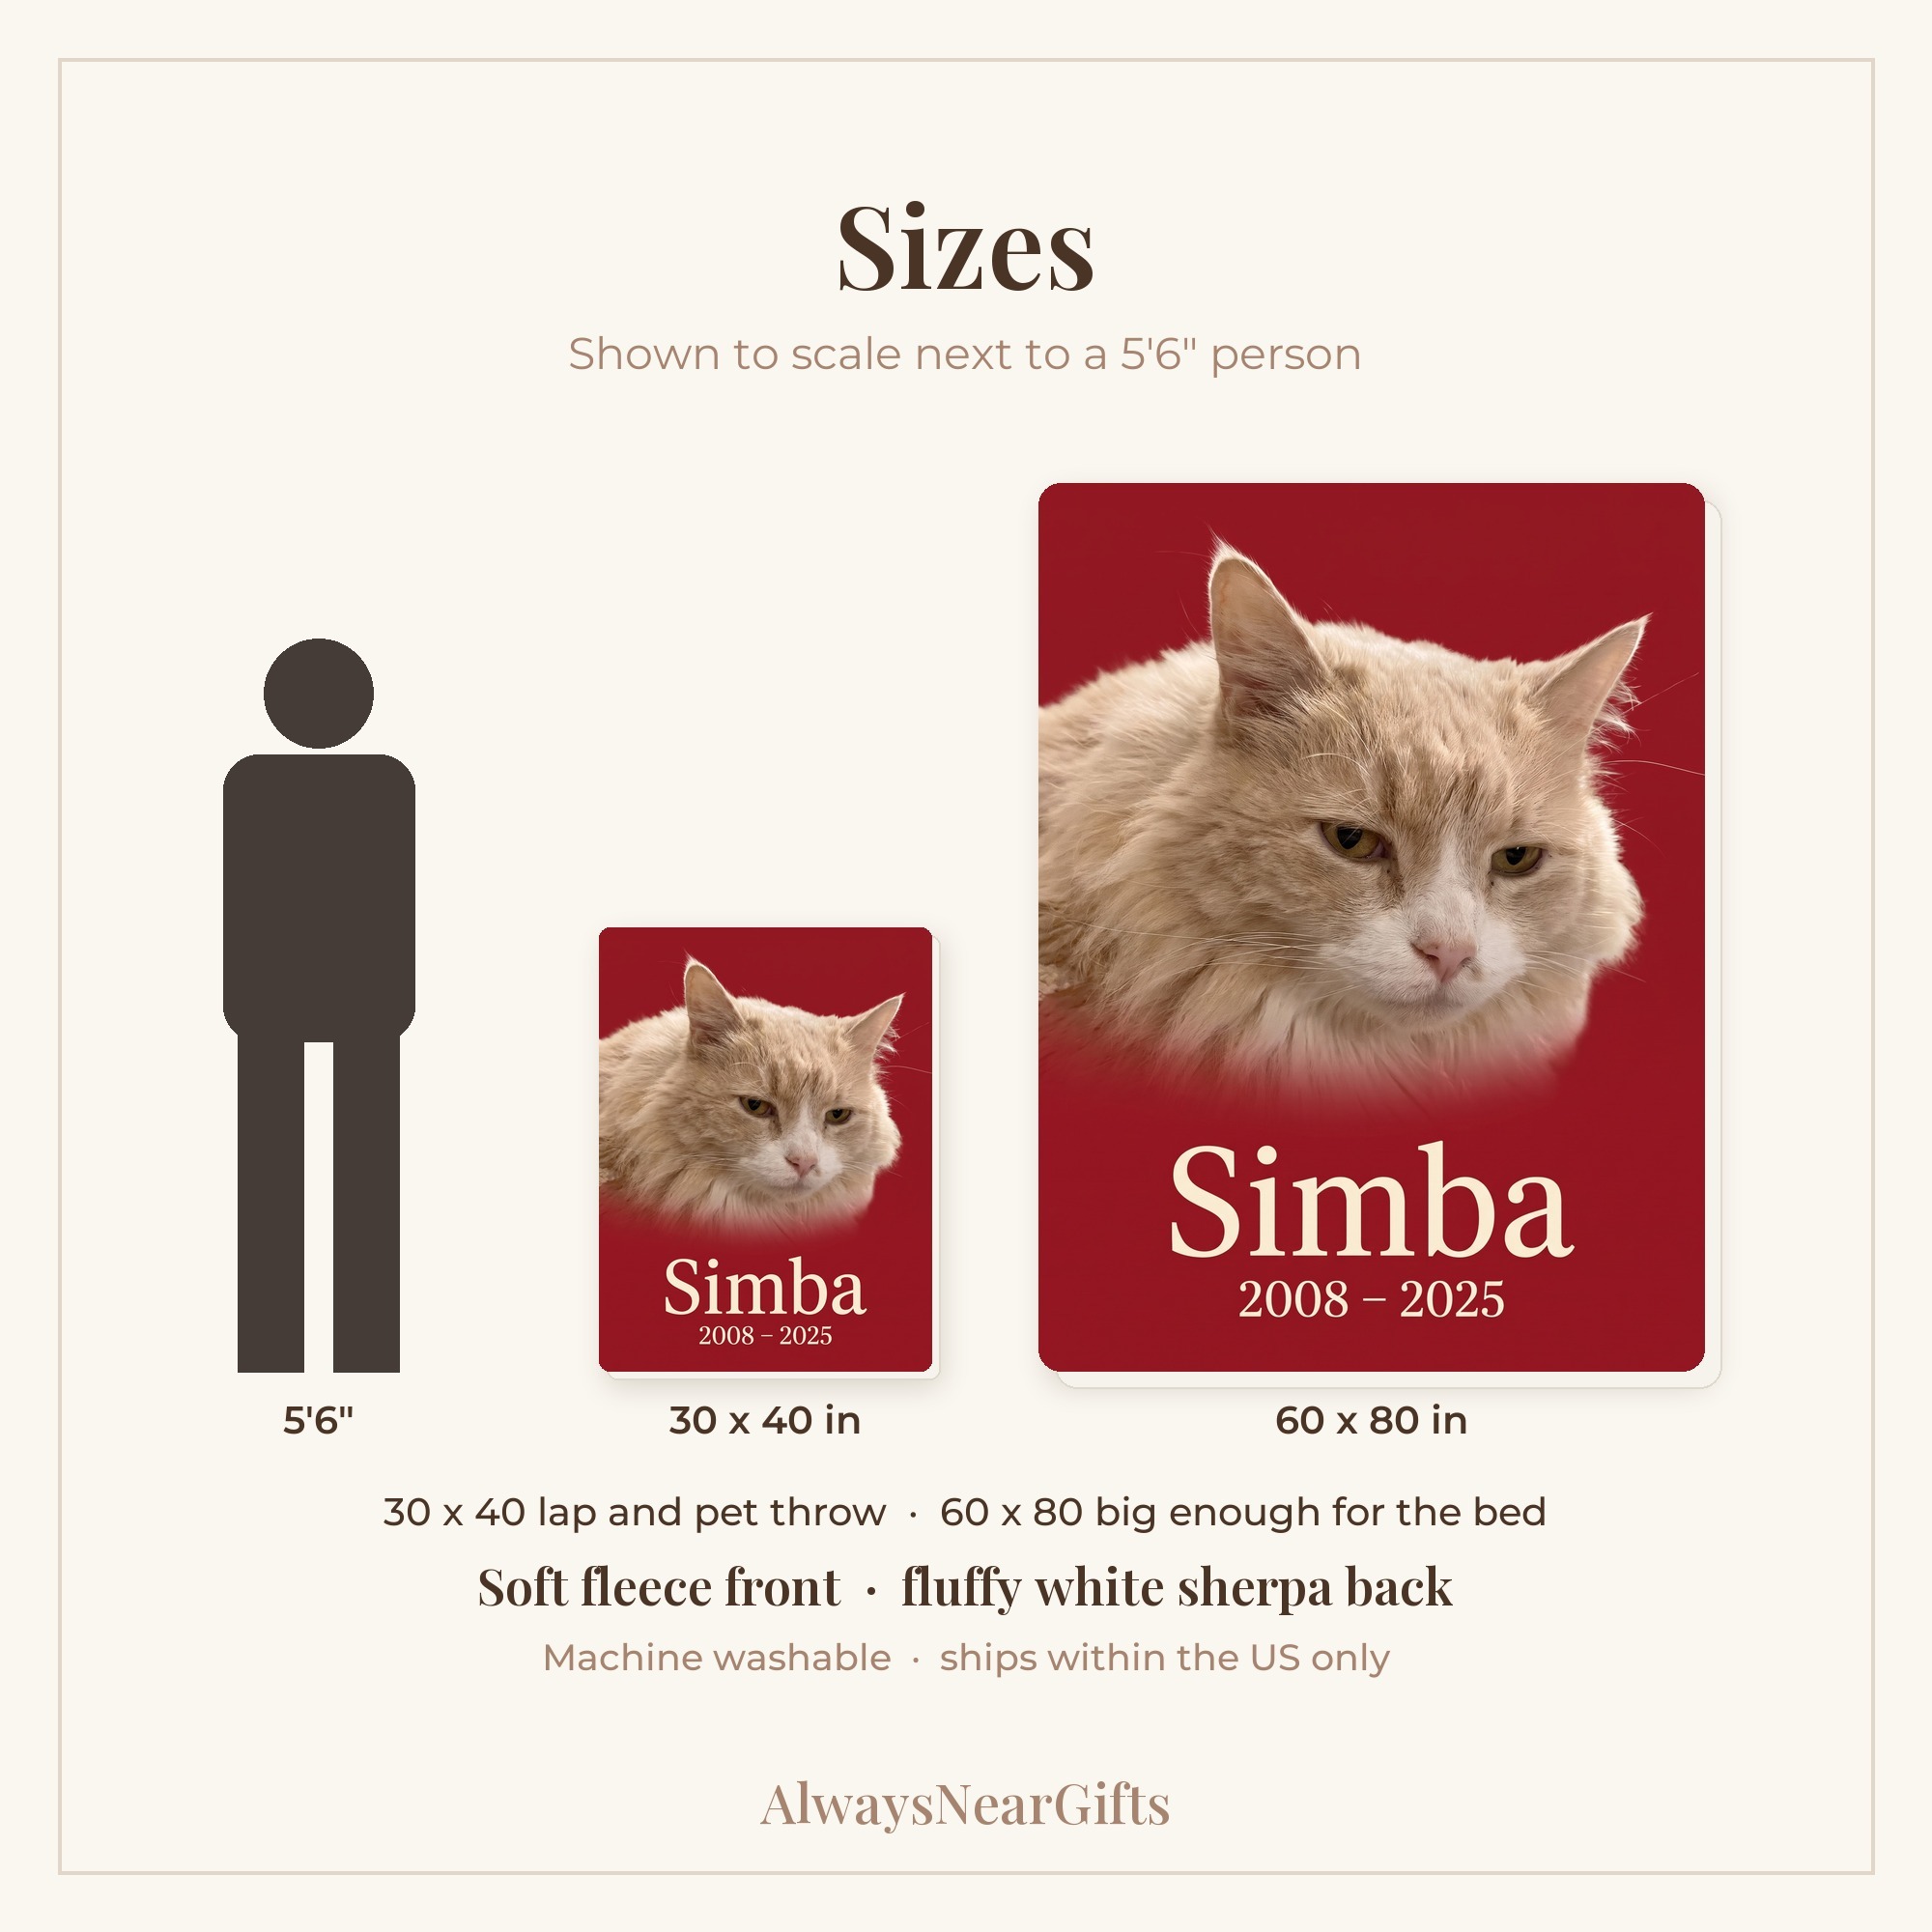 Sizes
Shown to scale next to a 5'6" person
Simba
2008 – 2025
Simba
2008 – 2025
5'6"
30 x 40 in
60 x 80 in
30 x 40 lap and pet throw · 60 x 80 big enough for the bed
Soft fleece front · fluffy white sherpa back
Machine washable · ships within the US only
AlwaysNearGifts